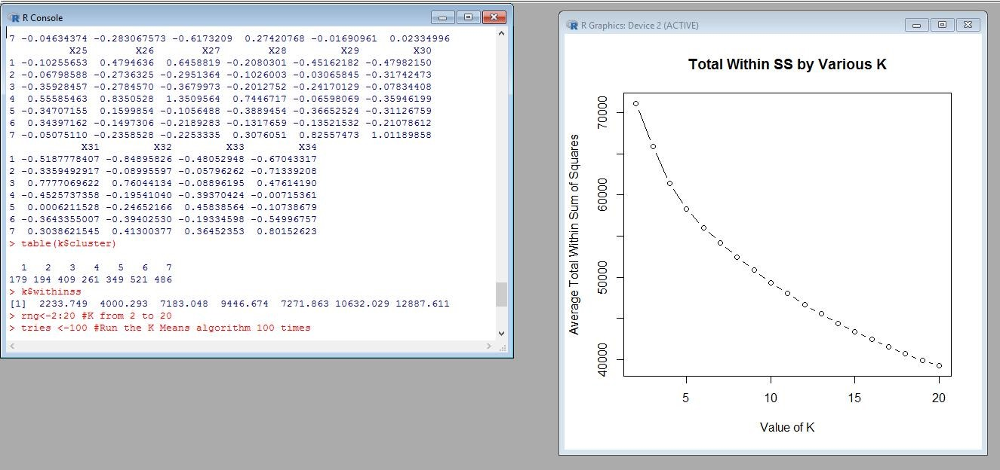 R Console
7 -0.04634374 -0.283067573 -0.6173209 0.27420768 -0.01690961 0.02334996
X25 X26 X27 X28 X29 X30
1 -0.10255653 0.4794636 0.6458819 -0.2080301 -0.45162182 -0.47982150
2 -0.06798588 -0.2736325 -0.2951364 -0.1026003 -0.03065845 -0.31742473
3 -0.35928457 -0.2784570 -0.3679973 -0.2012752 -0.24170129 -0.07834408
4 0.55585463 0.8350528 1.3509564 0.7446717 -0.06598069 -0.35946199
5 -0.34707155 0.1599854 -0.1056488 -0.3889454 -0.36652524 -0.31126759
6 0.34397162 -0.1497306 -0.2189283 -0.1317659 -0.13521532 -0.21078612
7 -0.05075110 -0.2358528 -0.2253335 0.3076051 0.82557473 1.01189858
X31 X32 X33 X34
1 -0.5187778407 -0.84895826 -0.48052948 -0.67043317
2 -0.3359492917 -0.08995597 -0.05796262 -0.71339208
3 0.7777069622 0.76044134 -0.08896195 0.47614190
4 -0.4525737358 -0.19541040 -0.39370424 -0.00715361
5 0.0006211528 -0.24652166 0.45838564 -0.10738679
6 -0.3643355007 -0.39402530 -0.19334598 -0.54996757
7 0.3038621545 0.41300377 0.36452353 0.80152623
> table(k$cluster)
1 2 3 4 5 6 7
179 194 409 261 349 521 486
> k$withinss
[1] 2233.749 4000.293 7183.048 9446.674 7271.863 10632.029 12887.611
> rng<-2:20 #K from 2 to 20
> tries <-100 #Run the K Means algorithm 100 times
R Graphics: Device 2 (ACTIVE)
Total Within SS by Various K
Average Total Within Sum of Squares
70000
60000
50000
40000
5 10 15 20
Value of K